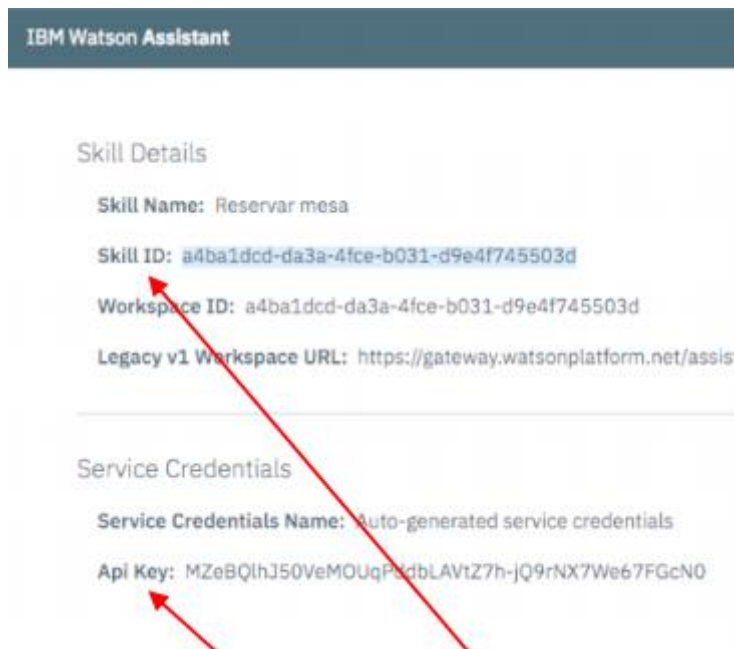 IBM Watson Assistant
Skill Details
Skill Name: Reservar mesa
Skill ID: a4ba1dcd-da3a-4fce-b031-d9e4f745503d
Workspace ID: a4ba1dcd-da3a-4fce-b031-d9e4f745503d
Legacy v1 Workspace URL: https://gateway.watsonplatform.net/assis
Service Credentials
Service Credentials Name: Auto-generated service credentials
Api Key: